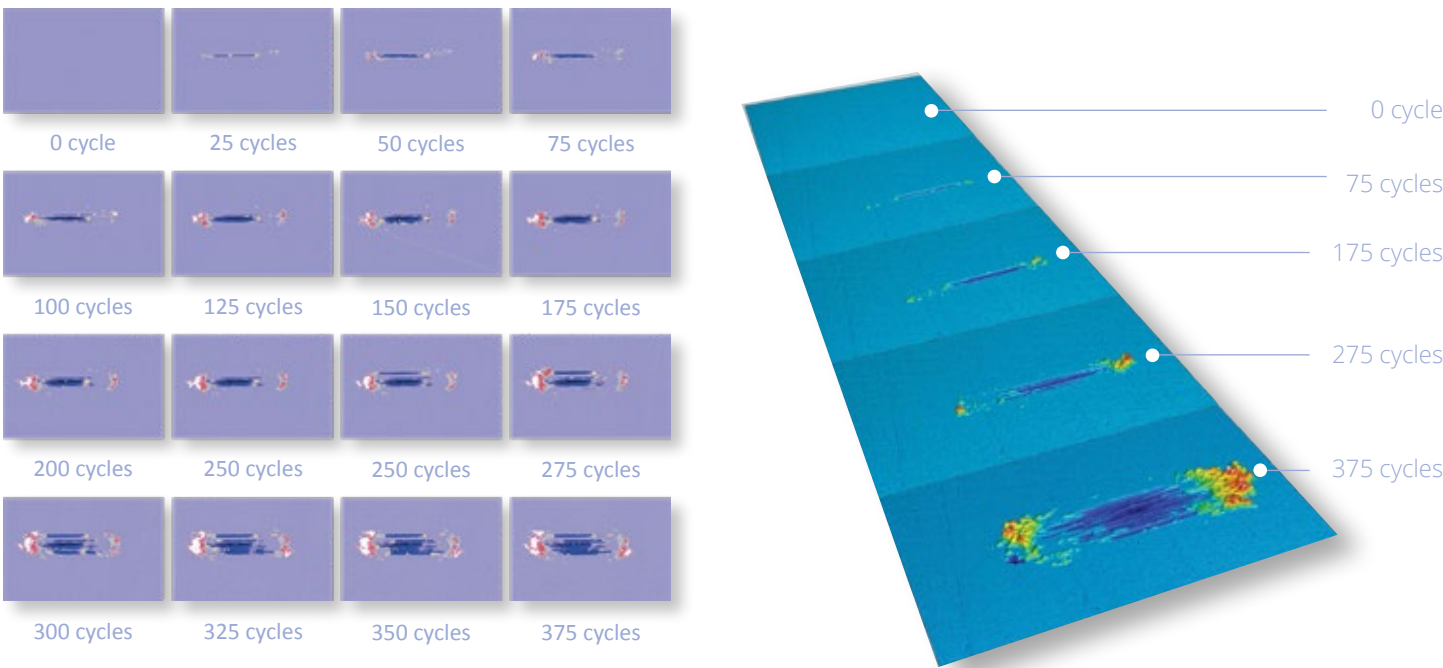 0 cycle 25 cycles 50 cycles 75 cycles
100 cycles 125 cycles 150 cycles 175 cycles
200 cycles 250 cycles 250 cycles 275 cycles
300 cycles 325 cycles 350 cycles 375 cycles
0 cycle
75 cycles
175 cycles
275 cycles
375 cycles